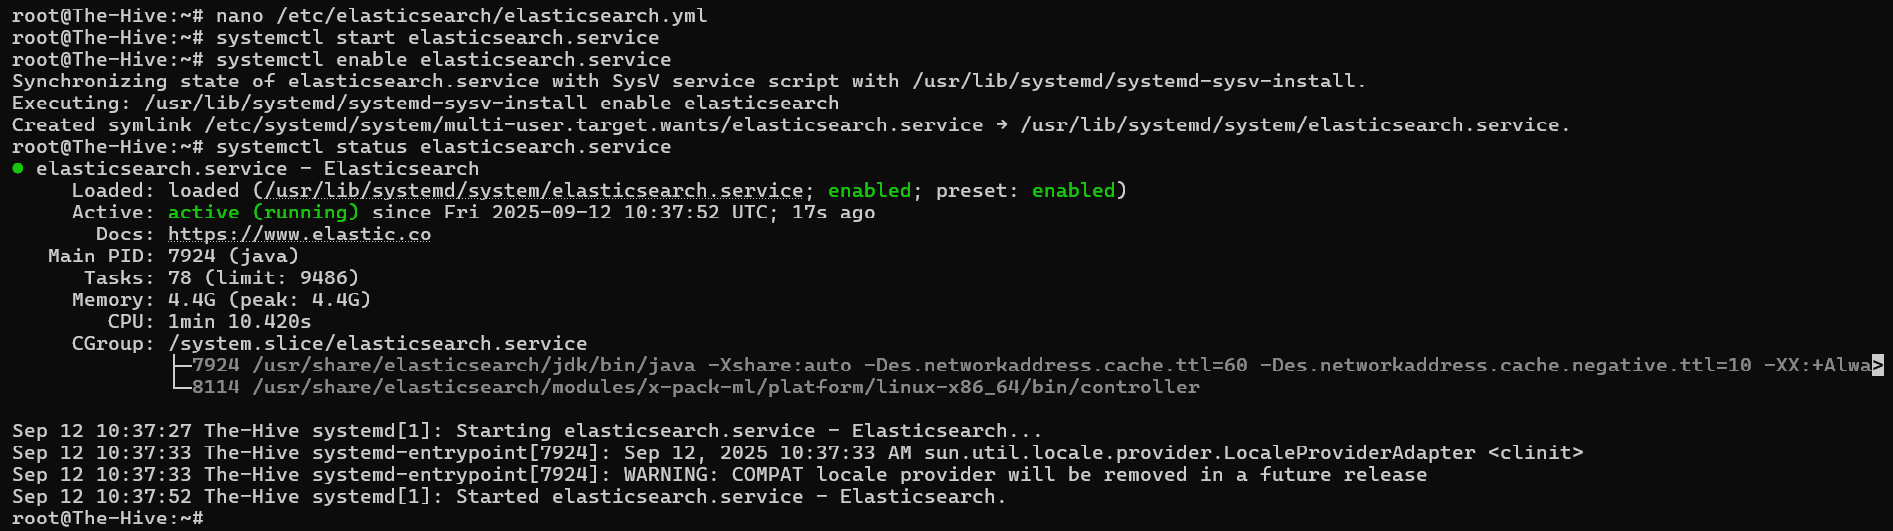 root@The-Hive:~# nano /etc/elasticsearch/elasticsearch.yml
root@The-Hive:~# systemctl start elasticsearch.service
root@The-Hive:~# systemctl enable elasticsearch.service
Synchronizing state of elasticsearch.service with SysV service script with /usr/lib/systemd/systemd-sysv-install.
Executing: /usr/lib/systemd/systemd-sysv-install enable elasticsearch
Created symlink /etc/systemd/system/multi-user.target.wants/elasticsearch.service → /usr/lib/systemd/system/elasticsearch.service.
root@The-Hive:~# systemctl status elasticsearch.service
● elasticsearch.service - Elasticsearch
     Loaded: loaded (/usr/lib/systemd/system/elasticsearch.service; enabled; preset: enabled)
     Active: active (running) since Fri 2025-09-12 10:37:52 UTC; 17s ago
       Docs: https://www.elastic.co
   Main PID: 7924 (java)
      Tasks: 78 (limit: 9486)
     Memory: 4.4G (peak: 4.4G)
        CPU: 1min 10.420s
     CGroup: /system.slice/elasticsearch.service
             ├─7924 /usr/share/elasticsearch/jdk/bin/java -Xshare:auto -Des.networkaddress.cache.ttl=60 -Des.networkaddress.cache.negative.ttl=10 -XX:+Alwa>
             └─8114 /usr/share/elasticsearch/modules/x-pack-ml/platform/linux-x86_64/bin/controller

Sep 12 10:37:27 The-Hive systemd[1]: Starting elasticsearch.service - Elasticsearch...
Sep 12 10:37:33 The-Hive systemd-entrypoint[7924]: Sep 12, 2025 10:37:33 AM sun.util.locale.provider.LocaleProviderAdapter <clinit>
Sep 12 10:37:33 The-Hive systemd-entrypoint[7924]: WARNING: COMPAT locale provider will be removed in a future release
Sep 12 10:37:52 The-Hive systemd[1]: Started elasticsearch.service - Elasticsearch.
root@The-Hive:~#